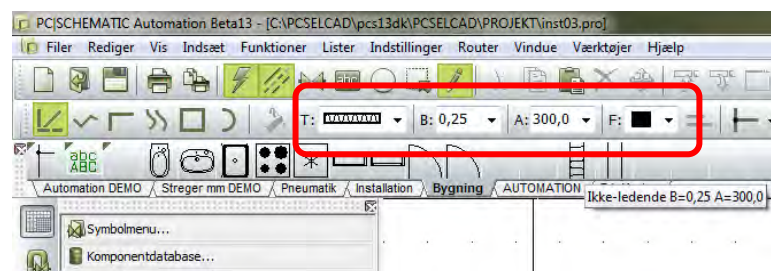 PC|SCHEMATIC Automation Beta13 - [C:\PCSELCAD\pcs13dk\PCSELCAD\PROJEKT\inst03.pro]
Filer Rediger Vis Indsæt Funktioner Lister Indstillinger Router Vindue Værktøjer Hjælp
abc
T: B: 0,25 A: 300,0 F:
abc
ABC
Automation DEMO Streger mm DEMO Pneumatik Installation Bygning AUTOMATION
Ikke-ledende B=0,25 A=300,0
Symbolmenu...
Komponentdatabase...